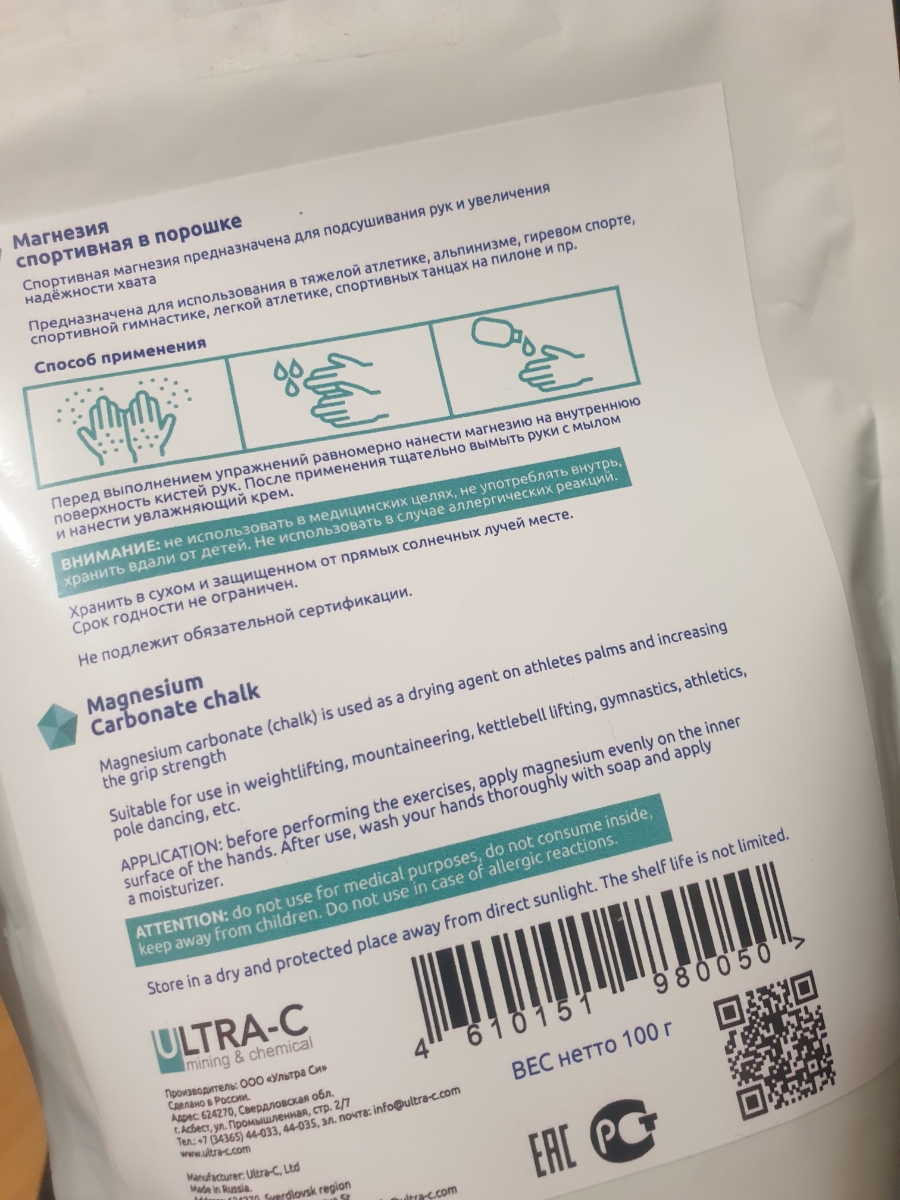 Магнезия
спортивная в порошке
Спортивная магнезия предназначена для подсушивания рук и увеличения
надёжности хвата
Предназначена для использования в тяжелой атлетике, альпинизме, гиревом спорте,
спортивной гимнастике, легкой атлетике, спортивных танцах на пилоне и пр.
Способ применения
Перед выполнением упражнений равномерно нанести магнезию на внутреннюю
поверхность кистей рук. После применения тщательно вымыть руки с мылом
и нанести увлажняющий крем.
ВНИМАНИЕ: не использовать в медицинских целях, не употреблять внутрь,
хранить вдали от детей. Не использовать в случае аллергических реакций.
Хранить в сухом и защищенном от прямых солнечных лучей месте.
Срок годности не ограничен.
Не подлежит обязательной сертификации.
Magnesium
Carbonate chalk
Magnesium carbonate (chalk) is used as a drying agent on athletes palms and increasing
the grip strength
Suitable for use in weightlifting, mountaineering, kettlebell lifting, gymnastics, athletics,
pole dancing, etc.
APPLICATION: before performing the exercises, apply magnesium evenly on the inner
surface of the hands. After use, wash your hands thoroughly with soap and apply
a moisturizer.
ATTENTION: do not use for medical purposes, do not consume inside,
keep away from children. Do not use in case of allergic reactions.
Store in a dry and protected place away from direct sunlight. The shelf life is not limited.
4 610151 980050 >
ULTRA-C
mining & chemical
ВЕС нетто 100 г
Производитель: ООО «Ультра Си»
Сделано в России.
Адрес: 624270, Свердловская обл.
г. Асбест, ул. Промышленная, стр. 2/7
Тел.: +7 (34365) 44-033, 44-035, эл. почта: info@ultra-c.com
www.ultra-c.com
EAC РСТ
Manufacturer: Ultra-C, Ltd
Made in Russia.
Sverdlovsk region